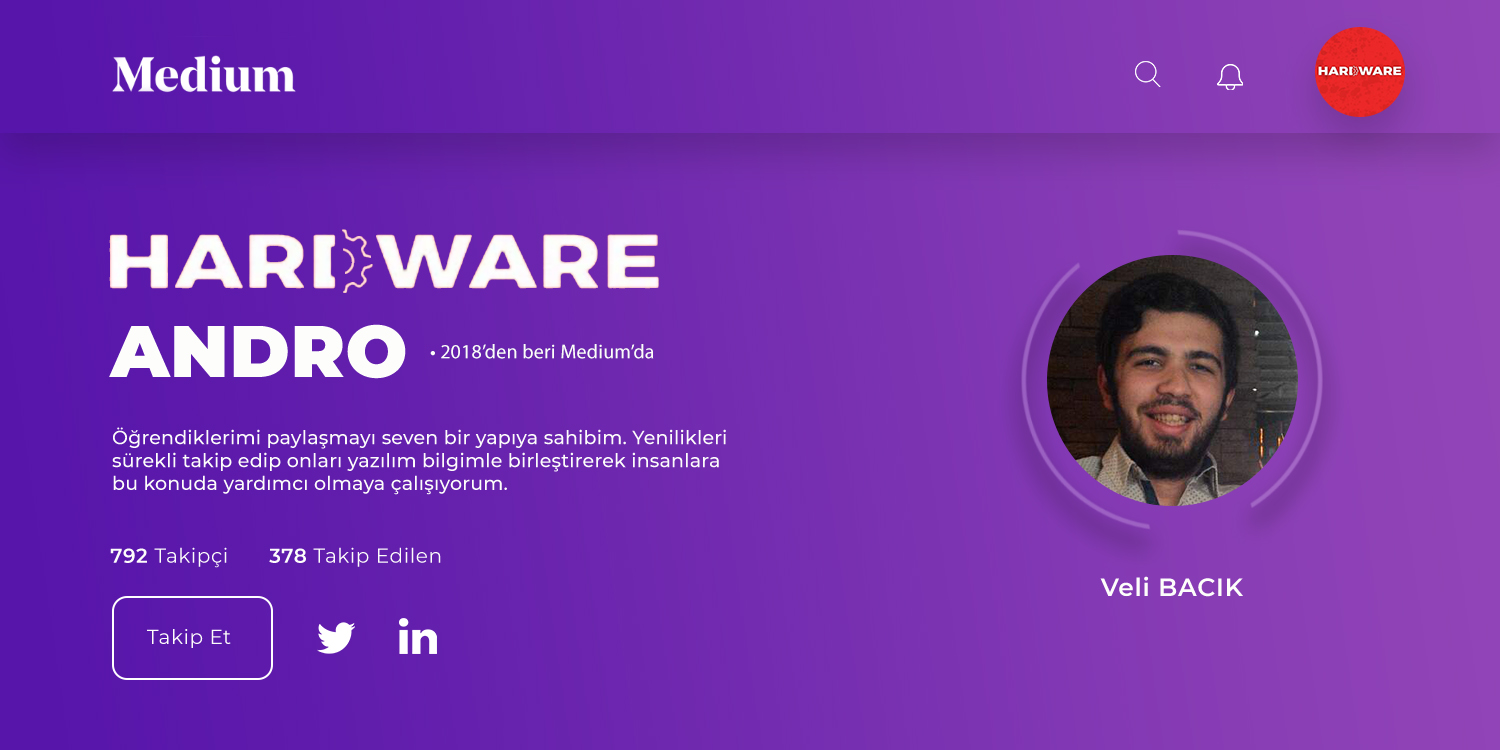 Medium
HARDWARE
HARDWARE
ANDRO • 2018’den beri Medium’da
Öğrendiklerimi paylaşmayı seven bir yapıya sahibim. Yenilikleri
sürekli takip edip onları yazılım bilgimle birleştirerek insanlara
bu konuda yardımcı olmaya çalışıyorum.
792 Takipçi 378 Takip Edilen
Takip Et
in
Veli BACIK